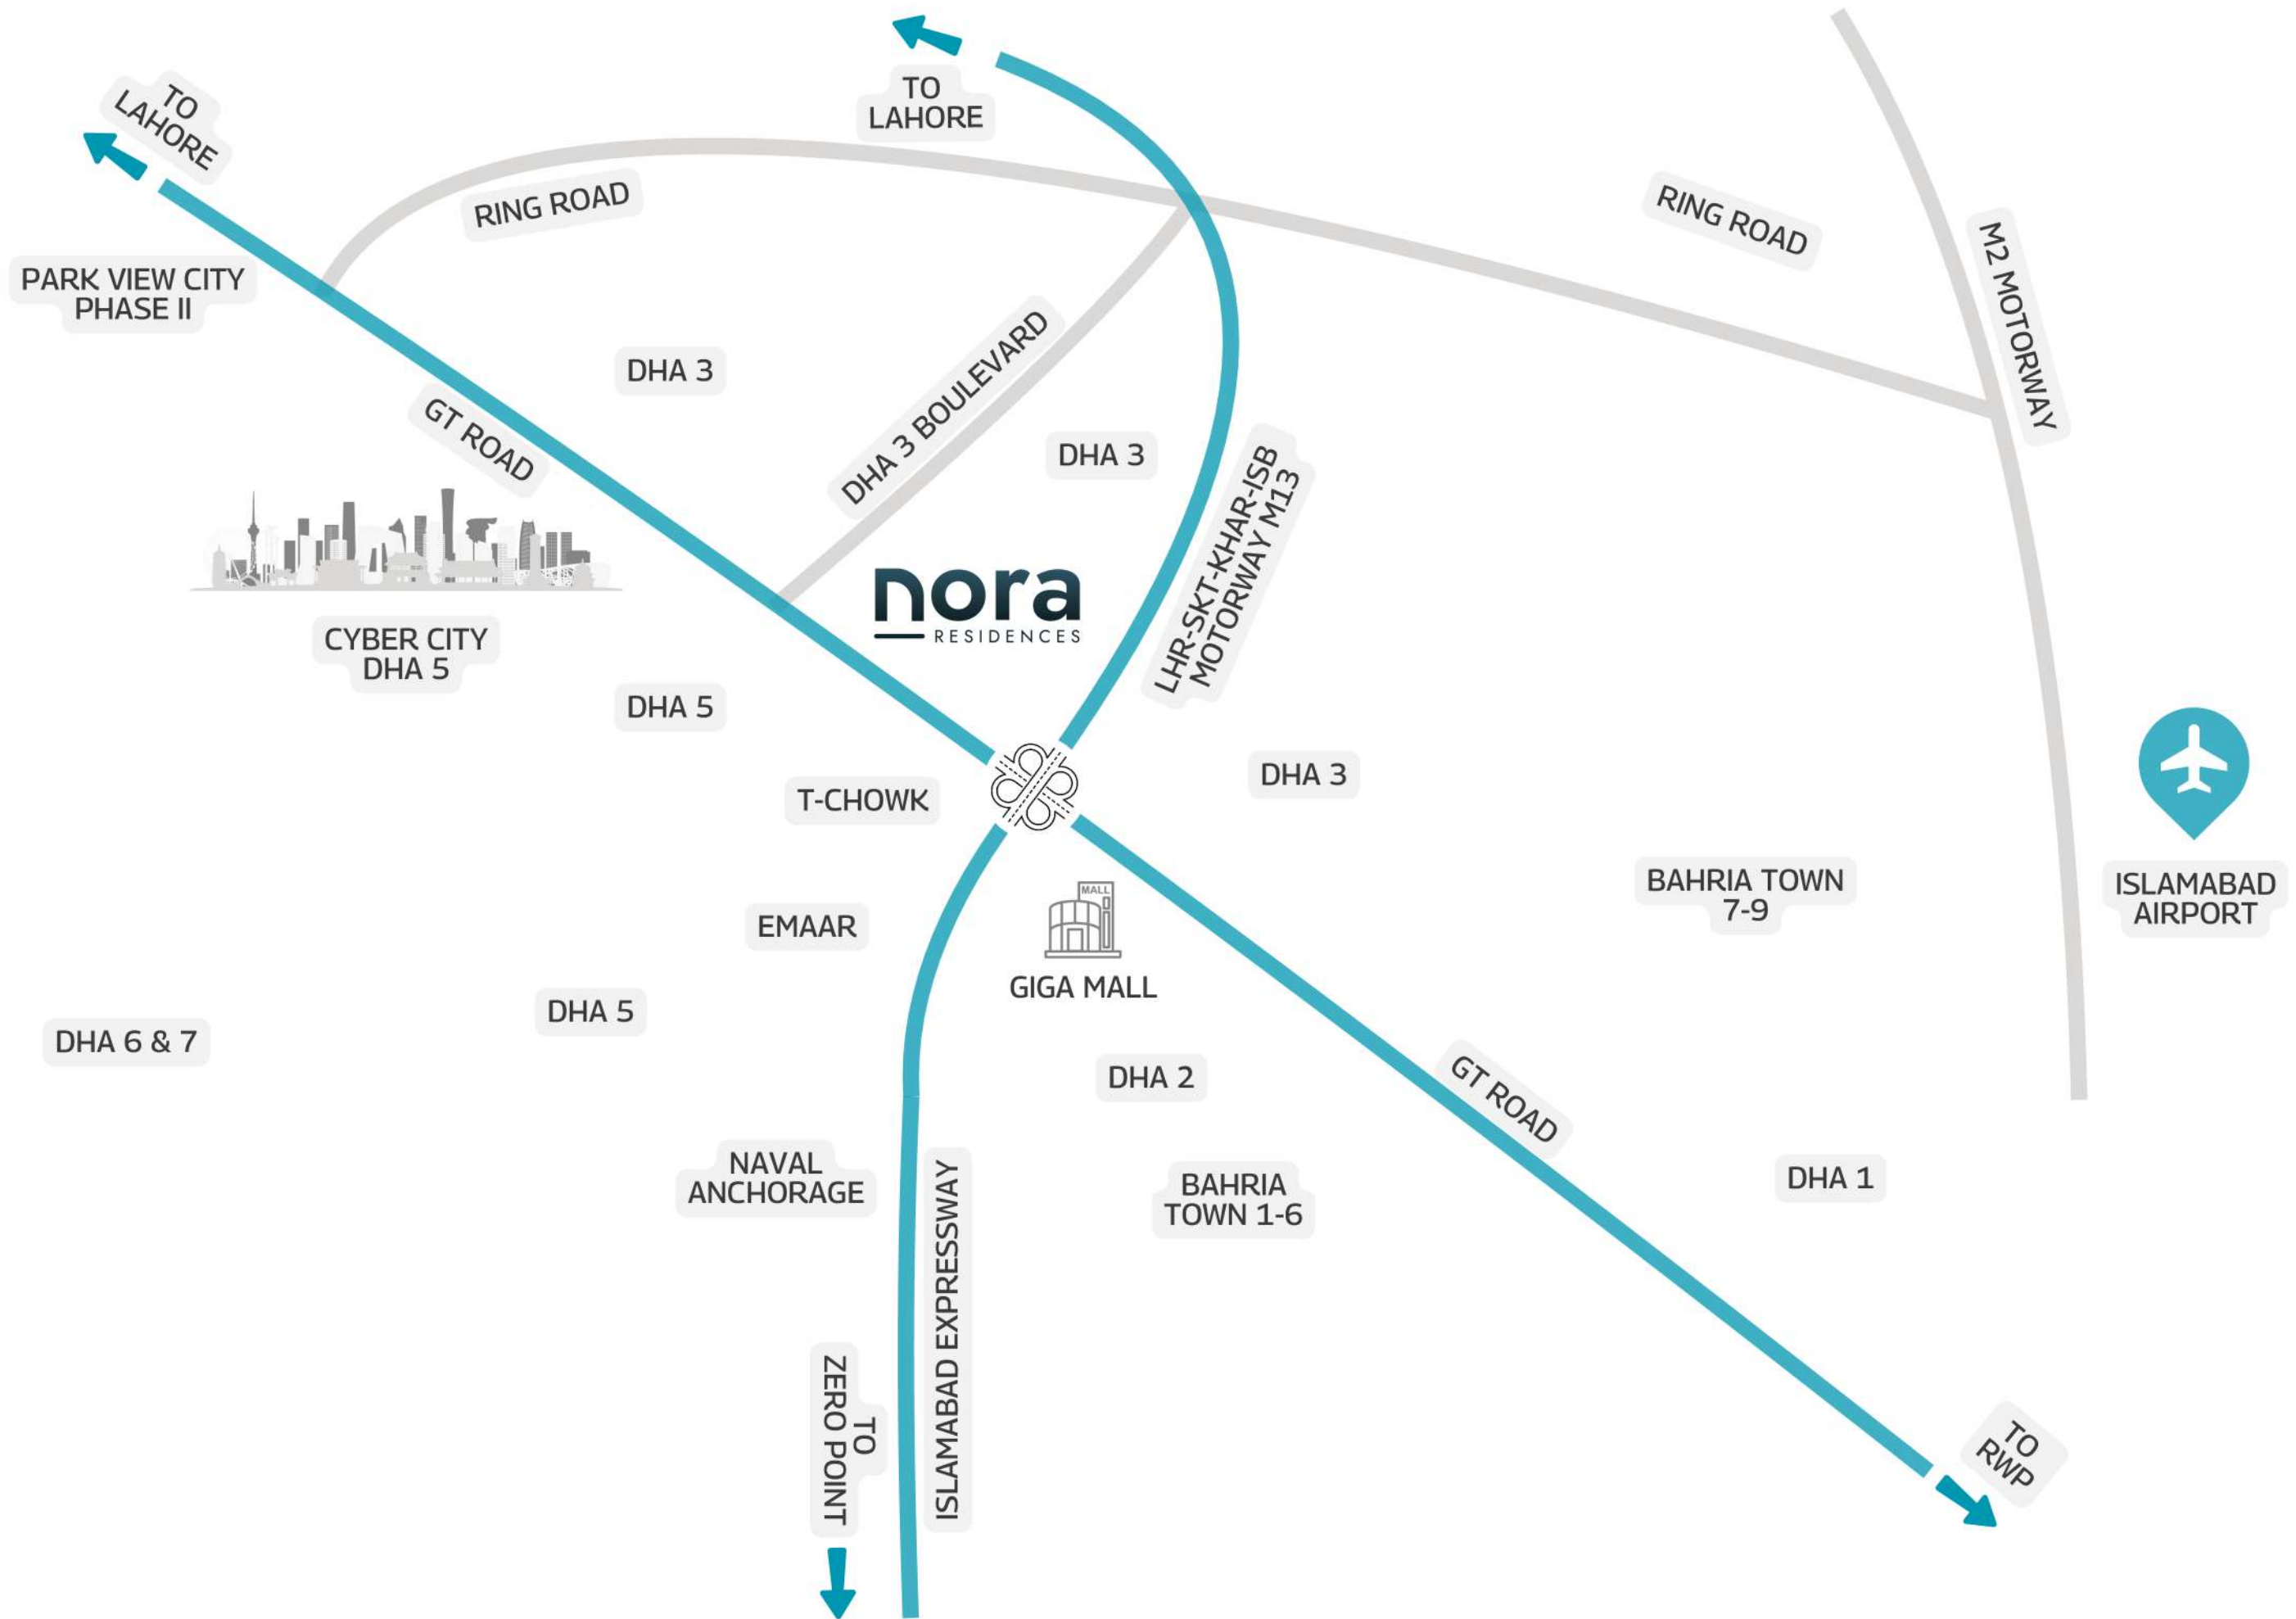 TO
LAHORE
TO
LAHORE
RING ROAD
RING ROAD
M2 MOTORWAY
PARK VIEW CITY
PHASE II
DHA 3
DHA 3 BOULEVARD
GT ROAD
DHA 3
LHR-SKT-KHAR-ISB
MOTORWAY M13
nora
RESIDENCES
CYBER CITY
DHA 5
DHA 5
T-CHOWK
DHA 3
MALL
GIGA MALL
BAHRIA TOWN
7-9
ISLAMABAD
AIRPORT
EMAAR
DHA 5
DHA 6 & 7
DHA 2
GT ROAD
NAVAL
ANCHORAGE
BAHRIA
TOWN 1-6
DHA 1
ISLAMABAD EXPRESSWAY
TO
ZERO POINT
TO
RWP